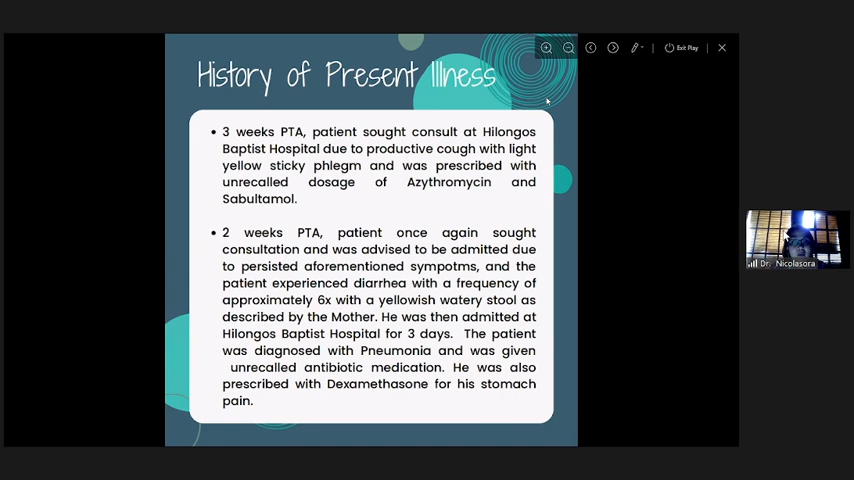 Exit Play
History of Present Illness
• 3 weeks PTA, patient sought consult at Hilongos
Baptist Hospital due to productive cough with light
yellow sticky phlegm and was prescribed with
unrecalled dosage of Azythromycin and
Sabultamol.
• 2 weeks PTA, patient once again sought
consultation and was advised to be admitted due
to persisted aforementioned sympotms, and the
patient experienced diarrhea with a frequency of
approximately 6x with a yellowish watery stool as
described by the Mother. He was then admitted at
Hilongos Baptist Hospital for 3 days. The patient
was diagnosed with Pneumonia and was given
unrecalled antibiotic medication. He was also
prescribed with Dexamethasone for his stomach
pain.
Dr. Nicolasora